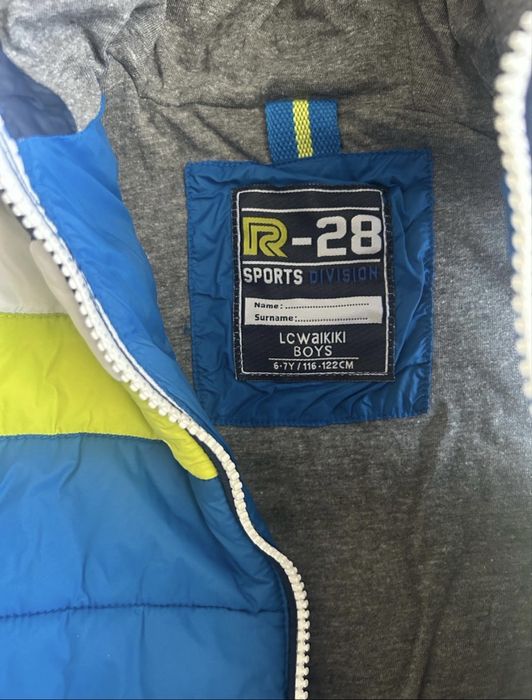 R-28
SPORTS DIVISION
Name:
Surname:
LCWAIKIKI
BOYS
6-7Y / 116-122CM